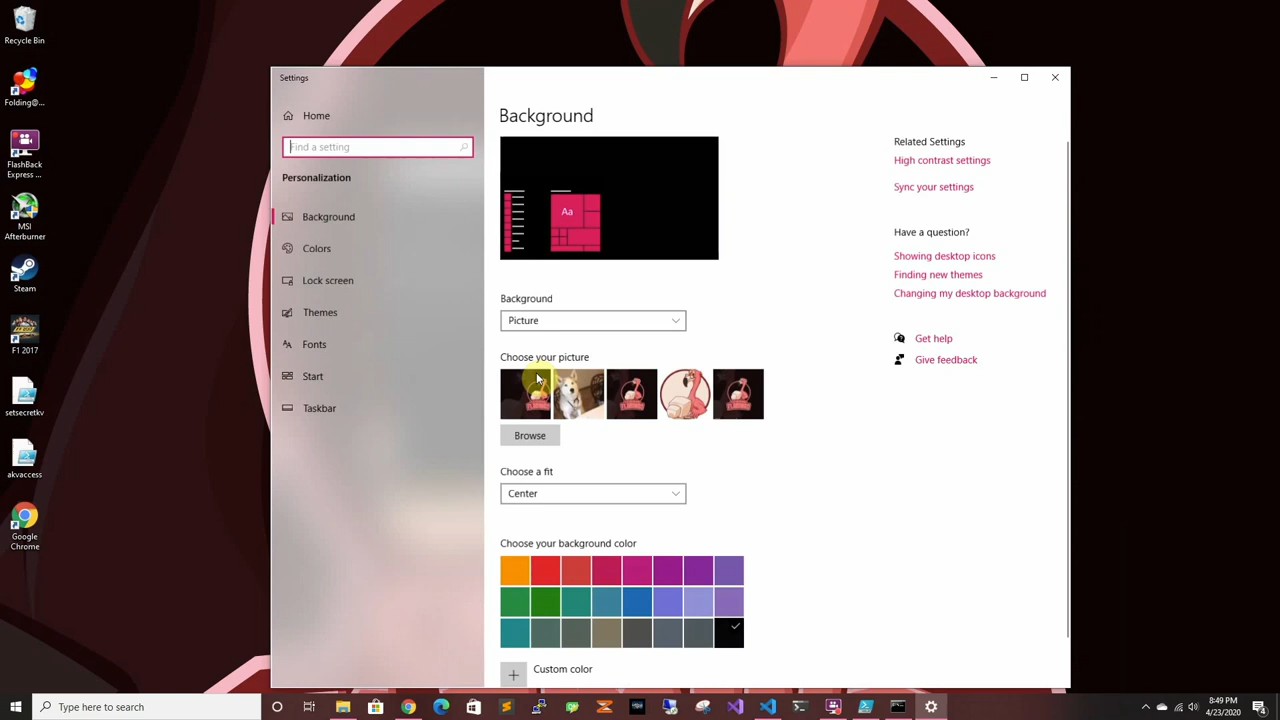 Recycle Bin
Folding@...
FlashBack
Express ...
MSI
Afterburner
Steam
F1 2017
setsecretkv
akvaccess
Google
Chrome
Settings
Home
Find a setting
Personalization
Background
Colors
Lock screen
Themes
Fonts
Start
Taskbar
Background
Aa
Background
Picture
Choose your picture
Browse
Choose a fit
Center
Choose your background color
Custom color
Related Settings
High contrast settings
Sync your settings
Have a question?
Showing desktop icons
Finding new themes
Changing my desktop background
Get help
Give feedback
Type here to search
8:49 PM
4/23/2020